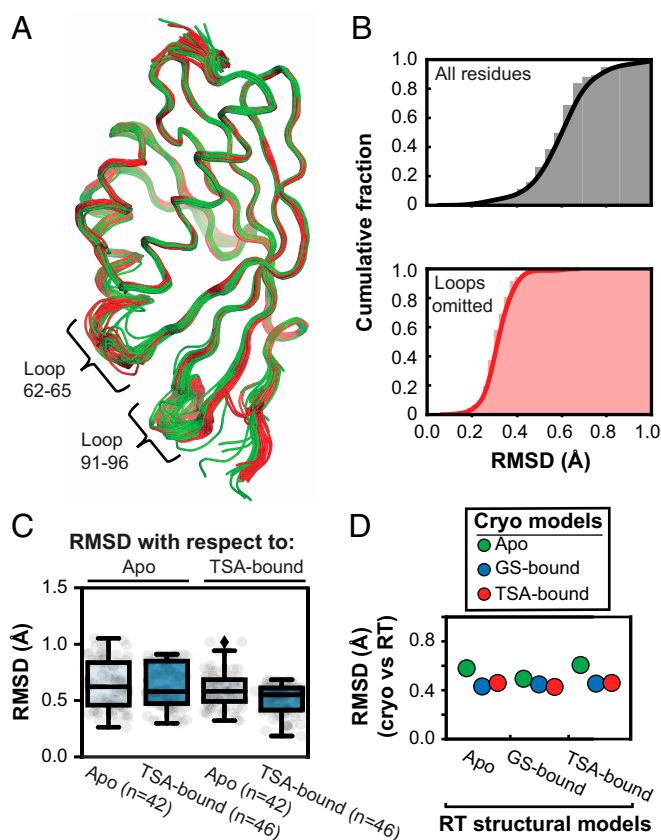 A
Loop
62-65
Loop
91-96
B
1.0
0.8
0.6
0.4
0.2
0
All residues
1.0
0.8
0.6
0.4
0.2
0
Loops
omitted
Cumulative fraction
0.0 0.2 0.4 0.6 0.8 1.0
RMSD (Å)
C
RMSD with respect to:
Apo TSA-bound
1.5
1.0
0.5
0.0
RMSD (Å)
Apo (n=42)
TSA-bound (n=46)
Apo (n=42)
TSA-bound (n=46)
D
Cryo models
Apo
GS-bound
TSA-bound
RMSD (Å)
(cryo vs RT)
0.8
0.4
0.0
Apo
GS-bound
TSA-bound
RT structural models